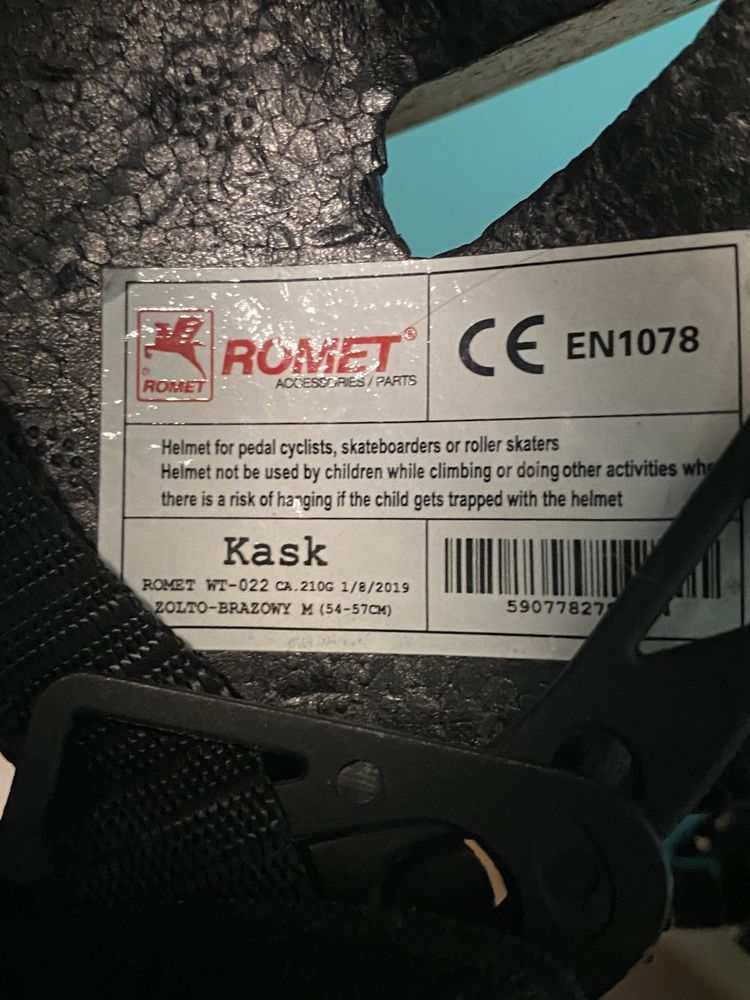 ROMET
ROMET®
ACCESSORIES / PARTS
CE EN1078
Helmet for pedal cyclists, skateboarders or roller skaters
Helmet not be used by children while climbing or doing other activities
there is a risk of hanging if the child gets trapped with the helmet
Kask
ROMET WT-022 CA.210G 1/8/2019
ZOLTO-BRAZOWY M (54-57CM)
59077827